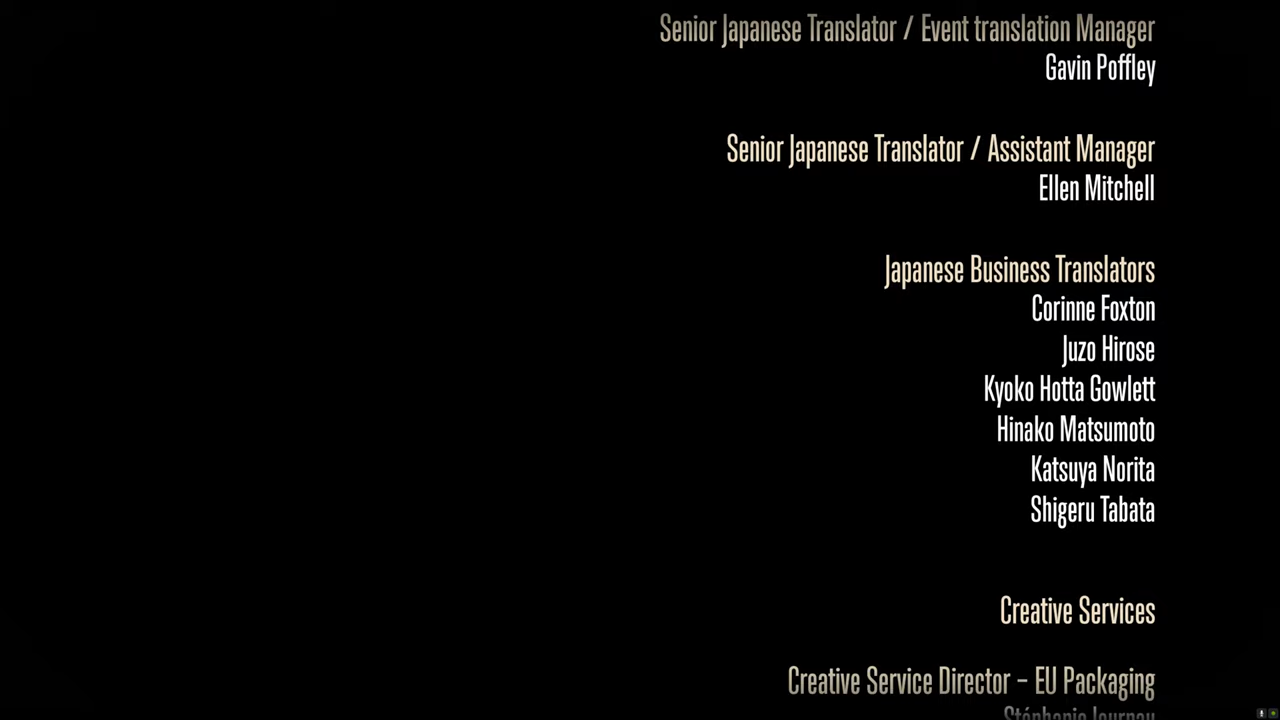 Senior Japanese Translator / Event translation Manager
Gavin Poffley
Senior Japanese Translator / Assistant Manager
Ellen Mitchell
Japanese Business Translators
Corinne Foxton
Juzo Hirose
Kyoko Hotta Gowlett
Hinako Matsumoto
Katsuya Norita
Shigeru Tabata
Creative Services
Creative Service Director – EU Packaging
Stéphanie Journau